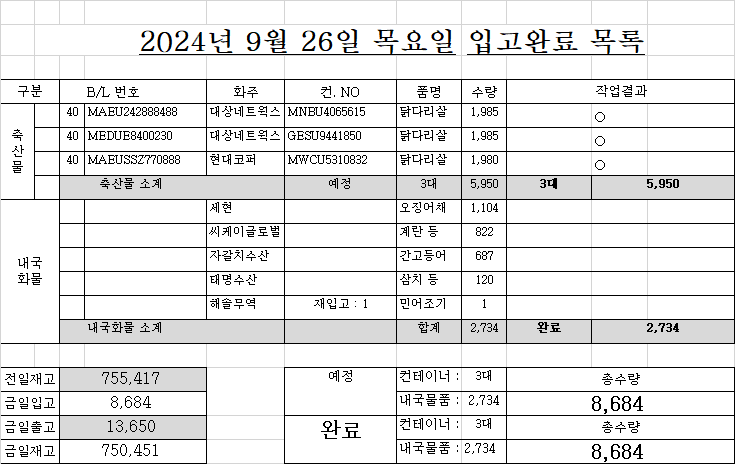 2024년 9월 26일 목요일 입고완료 목록
구분 B/L 번호 화주 컨. NO 품명 수량 작업결과
축산물
40 MAEU242888488 대상네트웍스 MNBU4065615 닭다리살 1,985 ○
40 MEDUE8400230 대상네트웍스 GESU9441850 닭다리살 1,985 ○
40 MAEUSSZ770888 현대코퍼 MWCU5310832 닭다리살 1,980 ○
축산물 소계 예정 3대 5,950 3대 5,950
내국화물
세현 오징어채 1,104
씨케이글로벌 계란 등 822
자갈치수산 간고등어 687
태명수산 삼치 등 120
해솔무역 재입고 : 1 민어조기 1
내국화물 소계 합계 2,734 완료 2,734
전일재고 755,417 예정 컨테이너 : 3대 총수량
금일입고 8,684 내국물품 : 2,734 8,684
금일출고 13,650 완료 컨테이너 : 3대 총수량
금일재고 750,451 내국물품 : 2,734 8,684